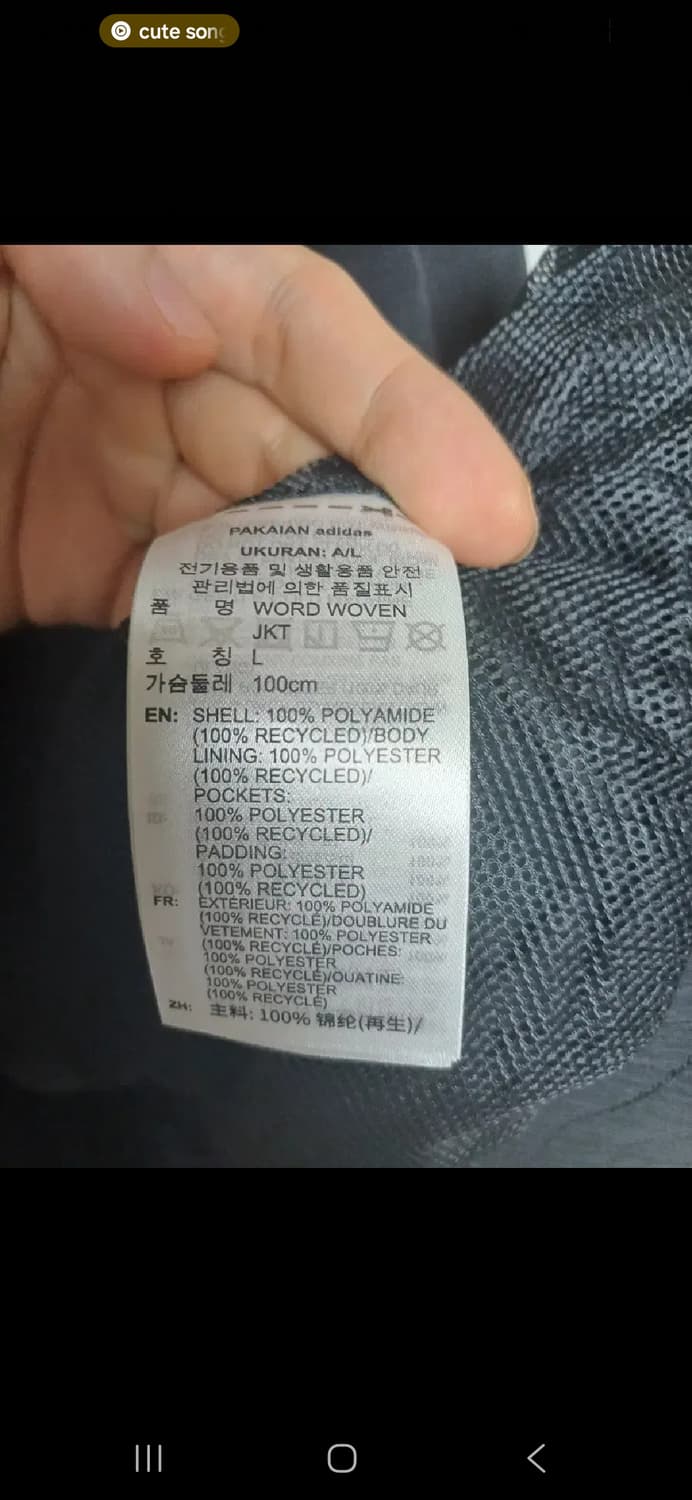 cute son
PAKAIAN adidas
UKURAN: A/L
전기용품 및 생활용품 안전
관리법에 의한 품질표시
품 명 WORD WOVEN
JKT
호 칭 L
가슴둘레 100cm
EN: SHELL: 100% POLYAMIDE
(100% RECYCLED)/BODY
LINING: 100% POLYESTER
(100% RECYCLED)/
POCKETS:
100% POLYESTER
(100% RECYCLED)/
PADDING:
100% POLYESTER
(100% RECYCLED)
FR: EXTÉRIEUR: 100% POLYAMIDE
(100% RECYCLÉ)/DOUBLURE DU
VETEMENT: 100% POLYESTER
(100% RECYCLÉ)/POCHES:
100% POLYESTER
(100% RECYCLÉ)/OUATINE:
100% POLYESTER
(100% RECYCLÉ)
ZH: 主料: 100% 锦纶(再生)/